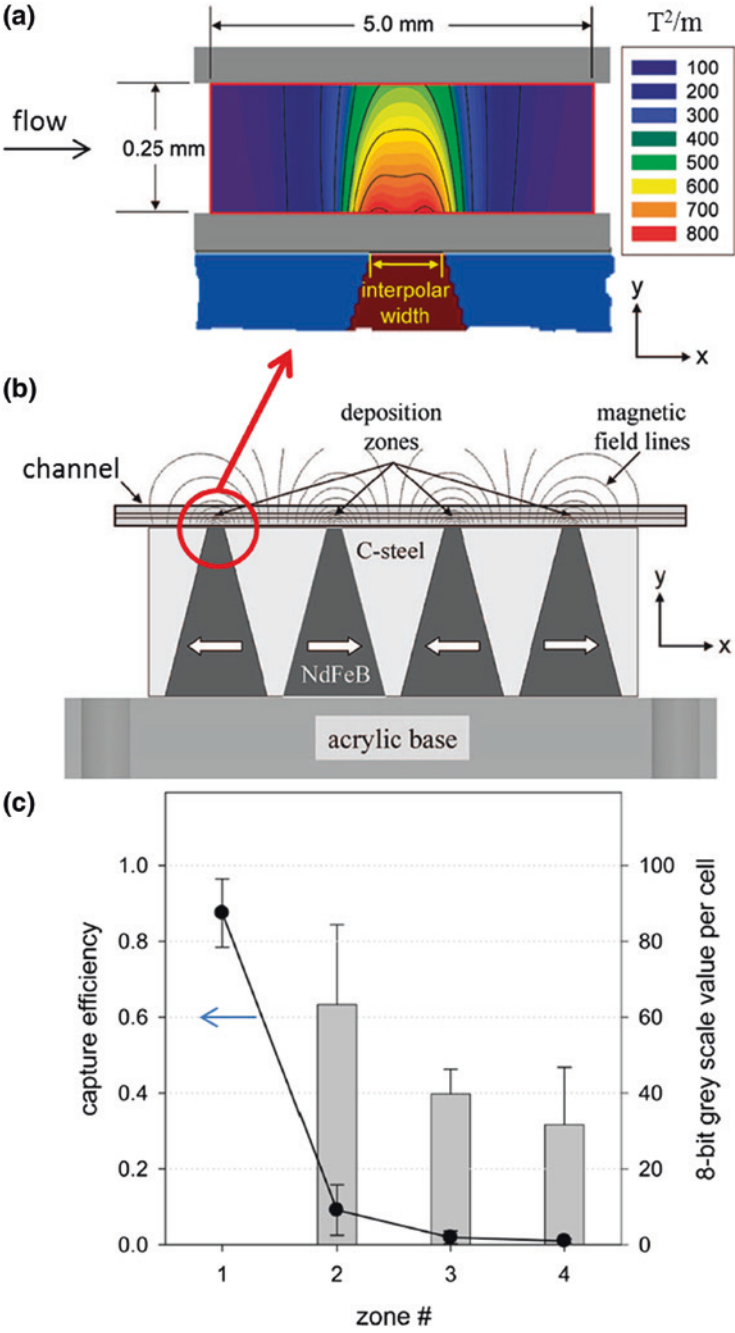 (a)
5.0 mm
T²/m
flow
0.25 mm
100
200
300
400
500
600
700
800
interpolar
width
y
x
(b)
deposition
zones
magnetic
field lines
channel
C-steel
y
x
NdFeB
acrylic base
(c)
1.0
0.8
0.6
0.4
0.2
0.0
capture efficiency
100
80
60
40
20
0
8-bit grey scale value per cell
1 2 3 4
zone #